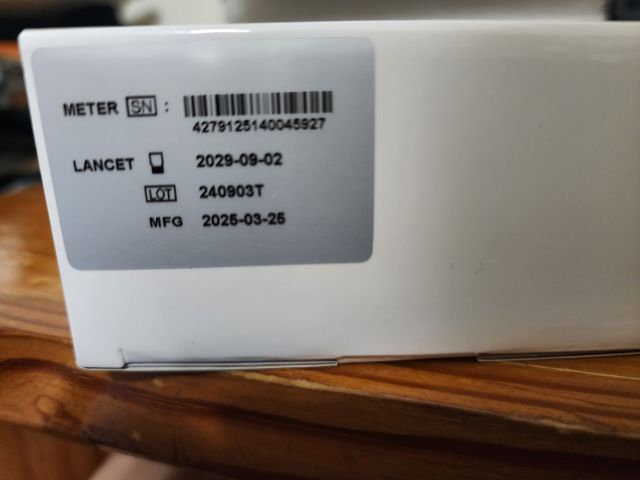 METER SN :
4279125140045927
LANCET 2029-09-02
LOT 240903T
MFG 2025-03-25